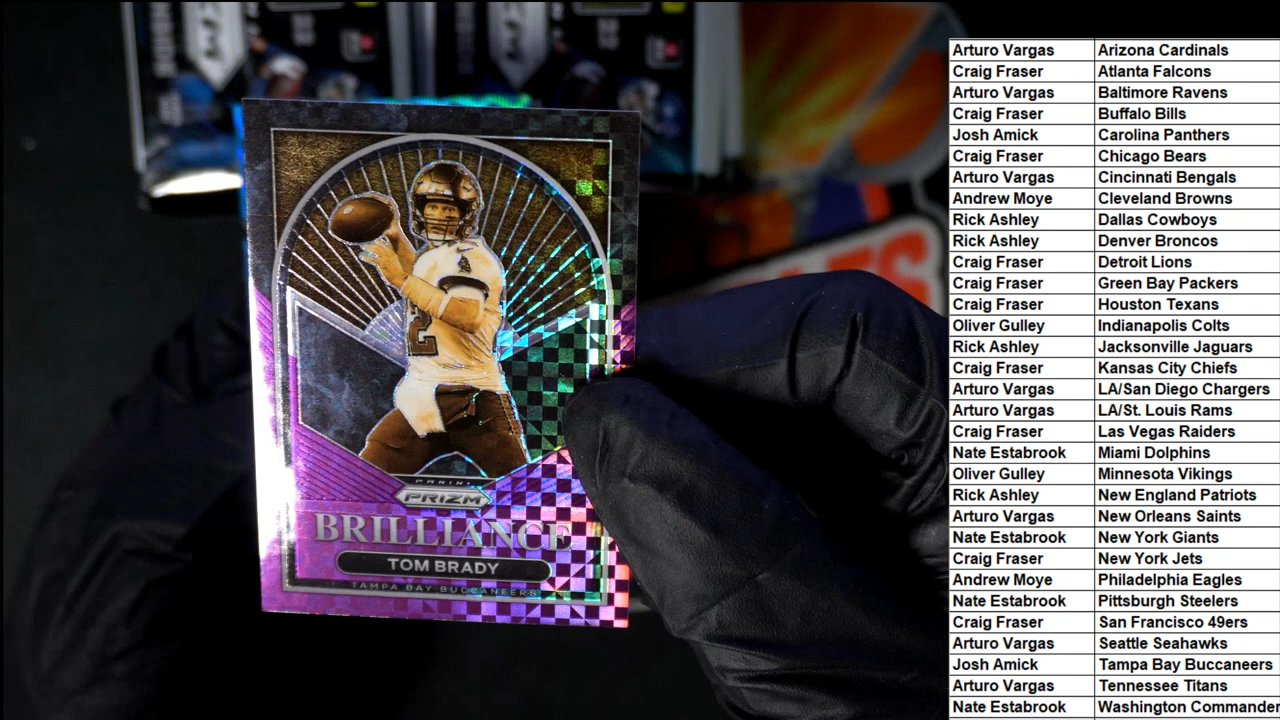 PANINI
PRIZM
BRILLIANCE
TOM BRADY
TAMPA BAY BUCCANEERS
2
Arturo Vargas Arizona Cardinals
Craig Fraser Atlanta Falcons
Arturo Vargas Baltimore Ravens
Craig Fraser Buffalo Bills
Josh Amick Carolina Panthers
Craig Fraser Chicago Bears
Arturo Vargas Cincinnati Bengals
Andrew Moye Cleveland Browns
Rick Ashley Dallas Cowboys
Rick Ashley Denver Broncos
Craig Fraser Detroit Lions
Craig Fraser Green Bay Packers
Craig Fraser Houston Texans
Oliver Gulley Indianapolis Colts
Rick Ashley Jacksonville Jaguars
Craig Fraser Kansas City Chiefs
Arturo Vargas LA/San Diego Chargers
Arturo Vargas LA/St. Louis Rams
Craig Fraser Las Vegas Raiders
Nate Estabrook Miami Dolphins
Oliver Gulley Minnesota Vikings
Rick Ashley New England Patriots
Arturo Vargas New Orleans Saints
Nate Estabrook New York Giants
Craig Fraser New York Jets
Andrew Moye Philadelphia Eagles
Nate Estabrook Pittsburgh Steelers
Craig Fraser San Francisco 49ers
Arturo Vargas Seattle Seahawks
Josh Amick Tampa Bay Buccaneers
Arturo Vargas Tennessee Titans
Nate Estabrook Washington Commander